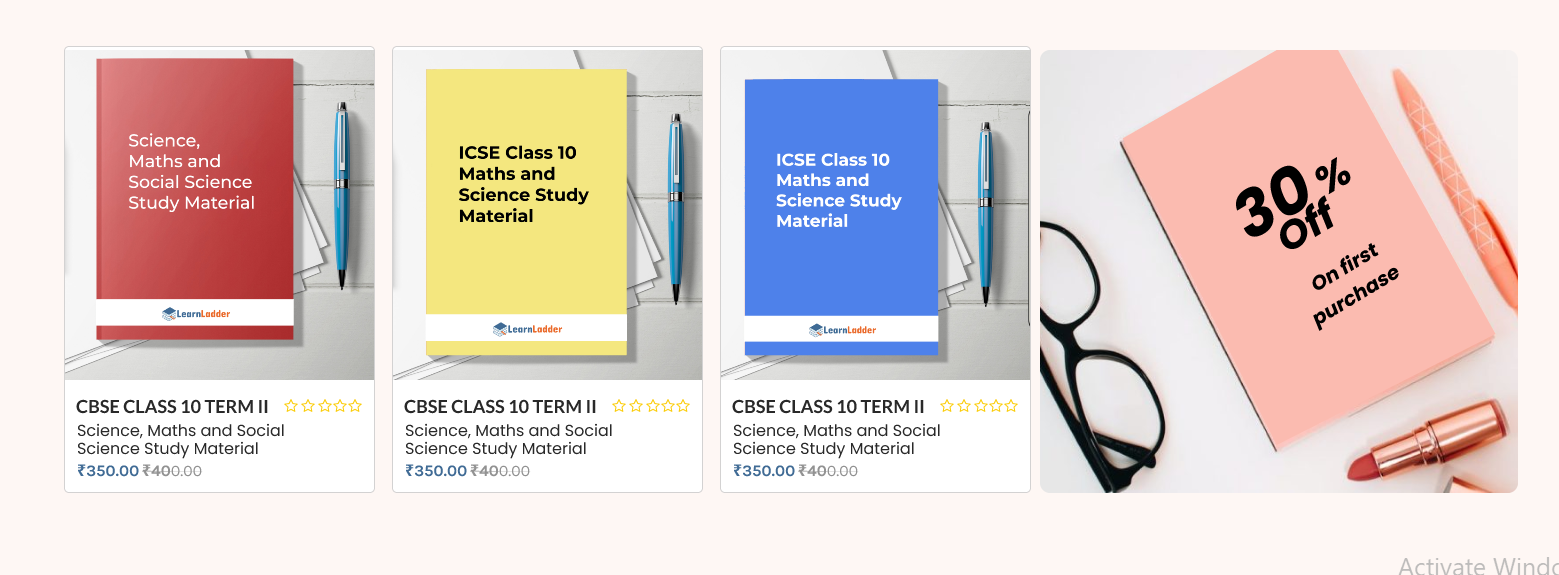 Science,
Maths and
Social Science
Study Material
LearnLadder
CBSE CLASS 10 TERM II
Science, Maths and Social
Science Study Material
₹350.00 ₹400.00
ICSE Class 10
Maths and
Science Study
Material
LearnLadder
CBSE CLASS 10 TERM II
Science, Maths and Social
Science Study Material
₹350.00 ₹400.00
ICSE Class 10
Maths and
Science Study
Material
LearnLadder
CBSE CLASS 10 TERM II
Science, Maths and Social
Science Study Material
₹350.00 ₹400.00
30%
Off
On first
purchase
Activate Windo